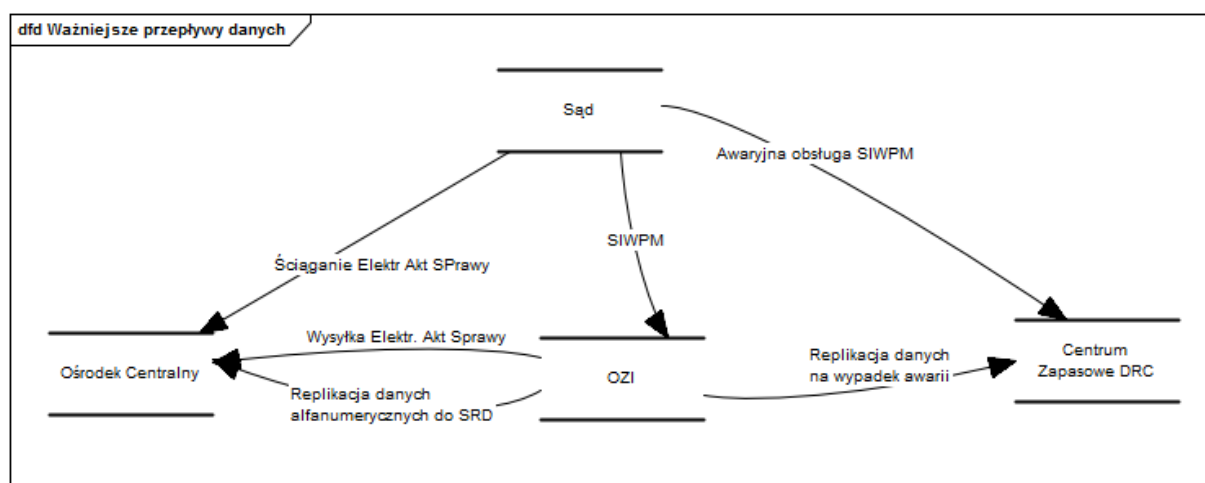 dfd Ważniejsze przepływy danych
Sąd
Awaryjna obsługa SIWPM
SIWPM
Ściąganie Elektr Akt SPrawy
Wysyłka Elektr. Akt Sprawy
Ośrodek Centralny
Replikacja danych
alfanumerycznych do SRD
OZI
Replikacja danych
na wypadek awarii
Centrum
Zapasowe DRC